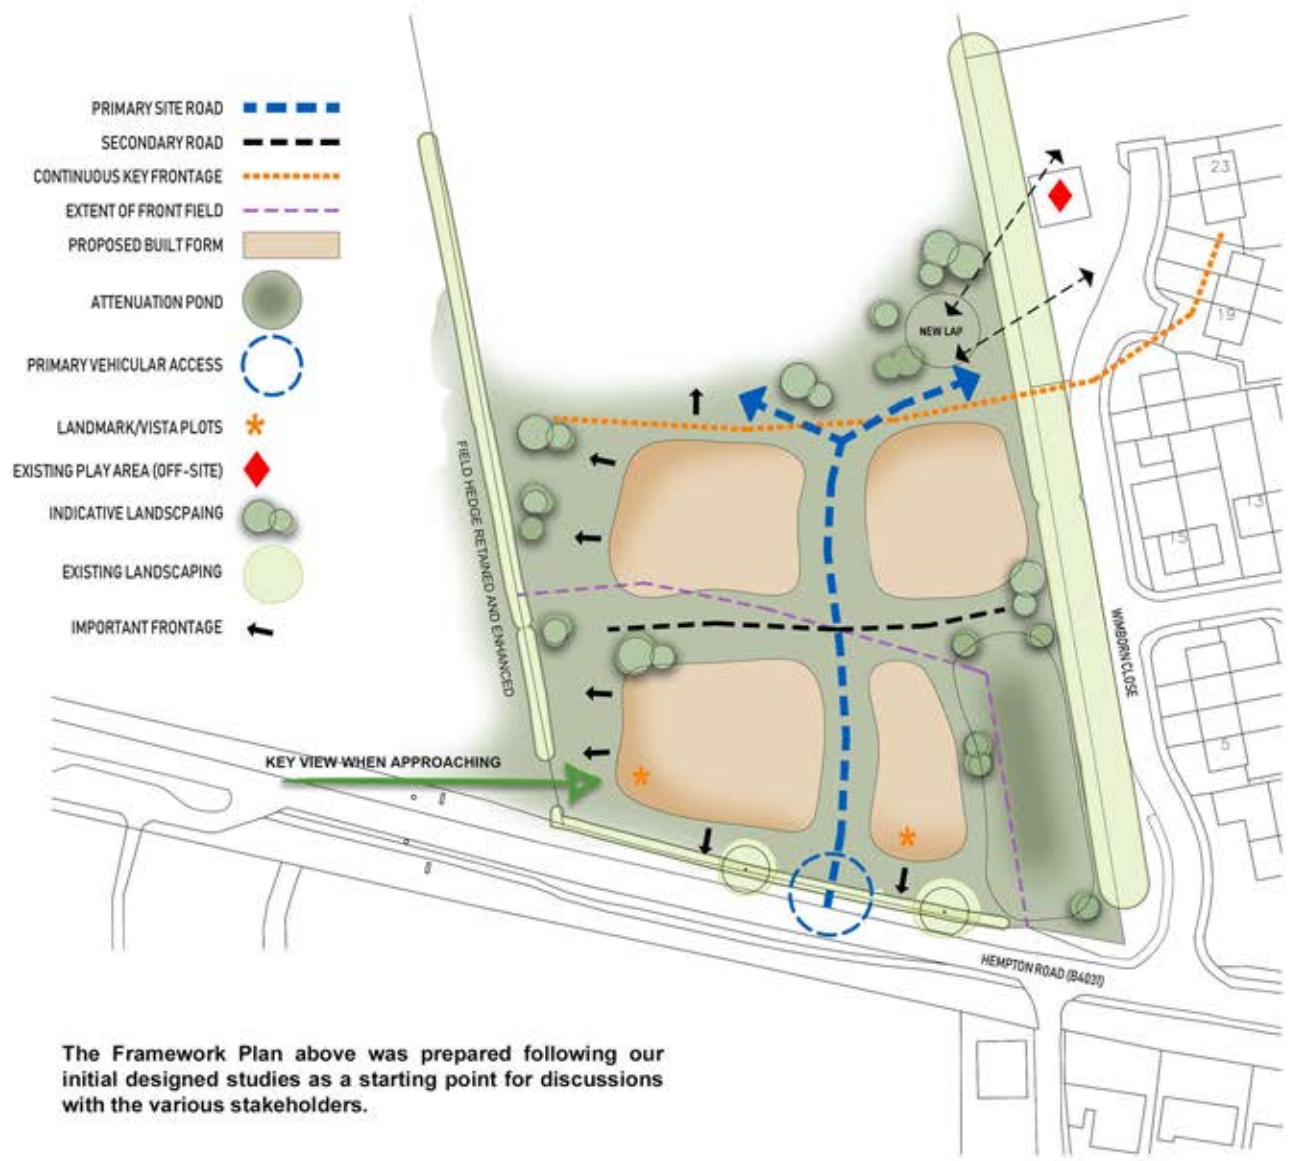 PRIMARY SITE ROAD
SECONDARY ROAD
CONTINUOUS KEY FRONTAGE
EXTENT OF FRONT FIELD
PROPOSED BUILT FORM
ATTENUATION POND
PRIMARY VEHICULAR ACCESS
LANDMARK/VISTA PLOTS
EXISTING PLAY AREA (OFF-SITE)
INDICATIVE LANDSCPAING
EXISTING LANDSCAPING
IMPORTANT FRONTAGE
FIELD HEDGE RETAINED AND ENHANCED
KEY VIEW WHEN APPROACHING
NEW LAP
23
19
13
15
5
WIMBORN CLOSE
HEMPTON ROAD (B4031)
The Framework Plan above was prepared following our
initial designed studies as a starting point for discussions
with the various stakeholders.